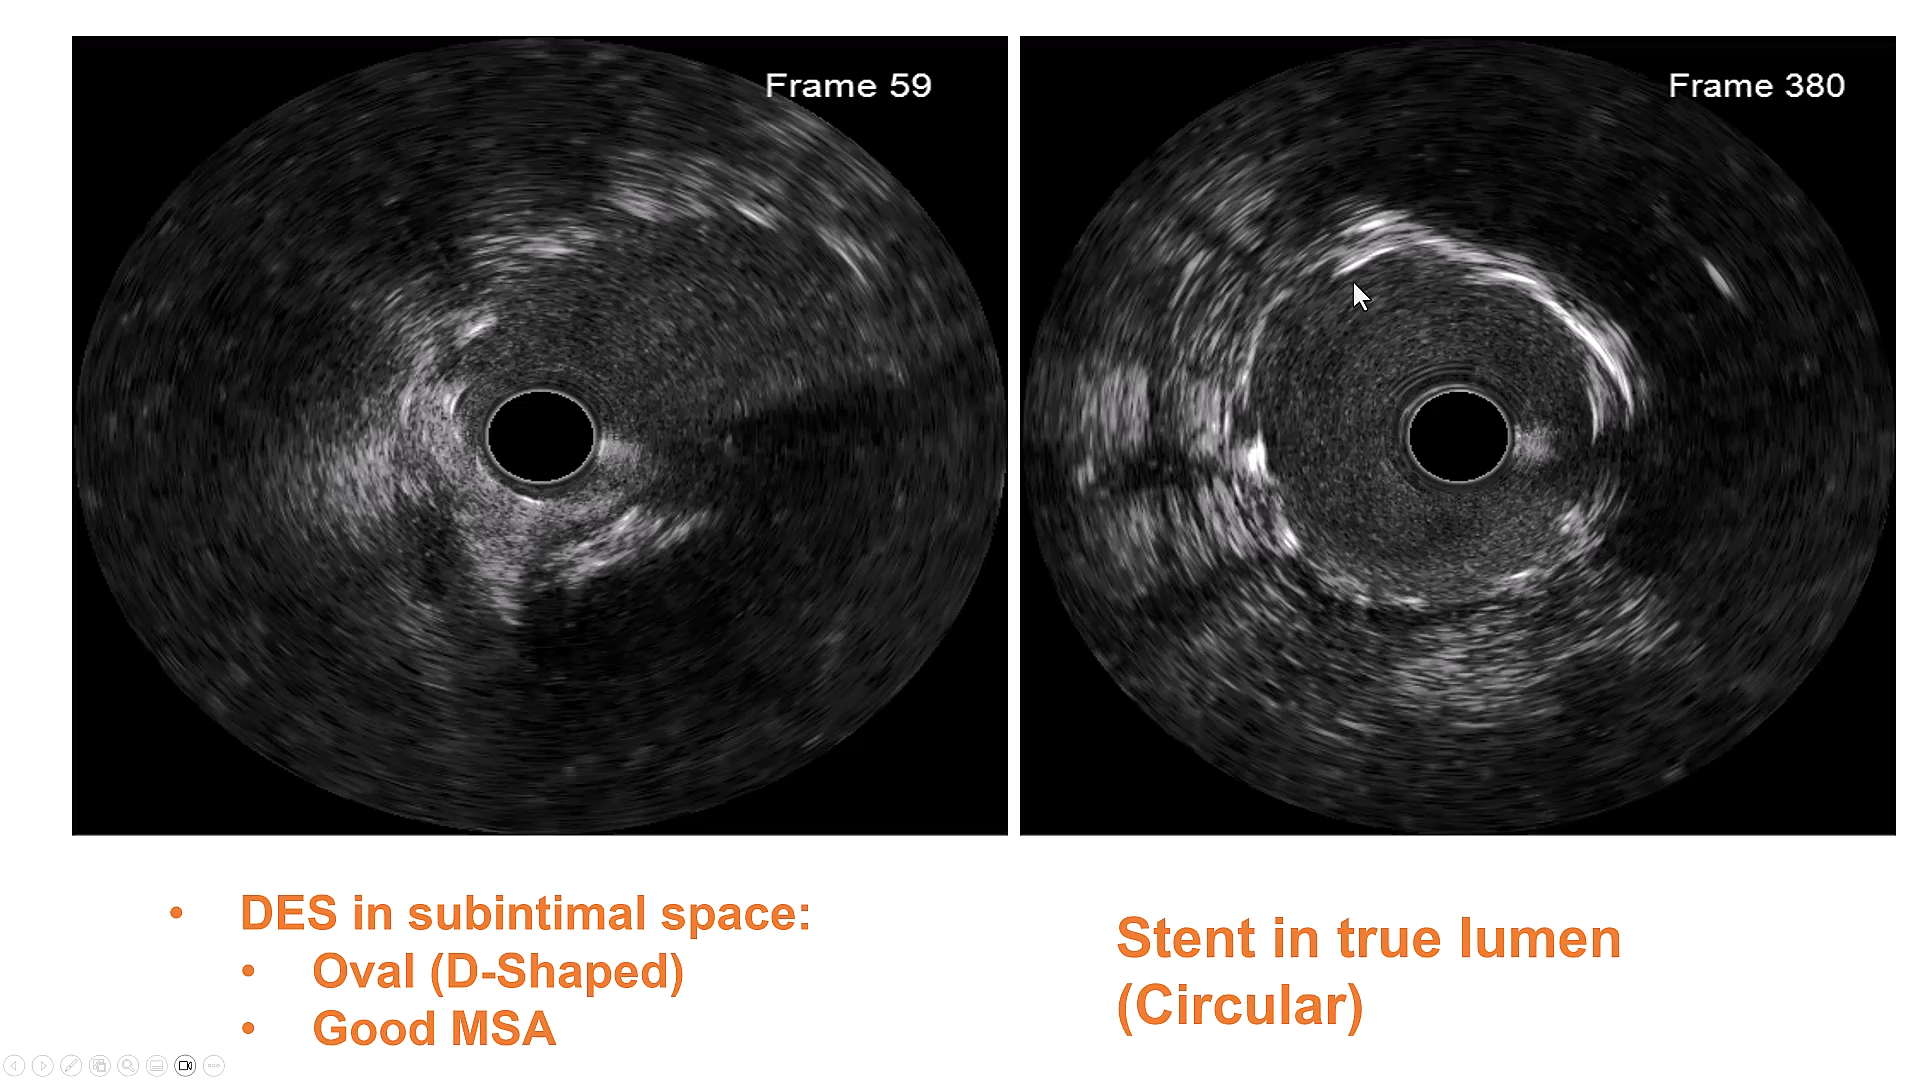 Frame 59
Frame 380
• DES in subintimal space:
• Oval (D-Shaped)
• Good MSA
Stent in true lumen
(Circular)